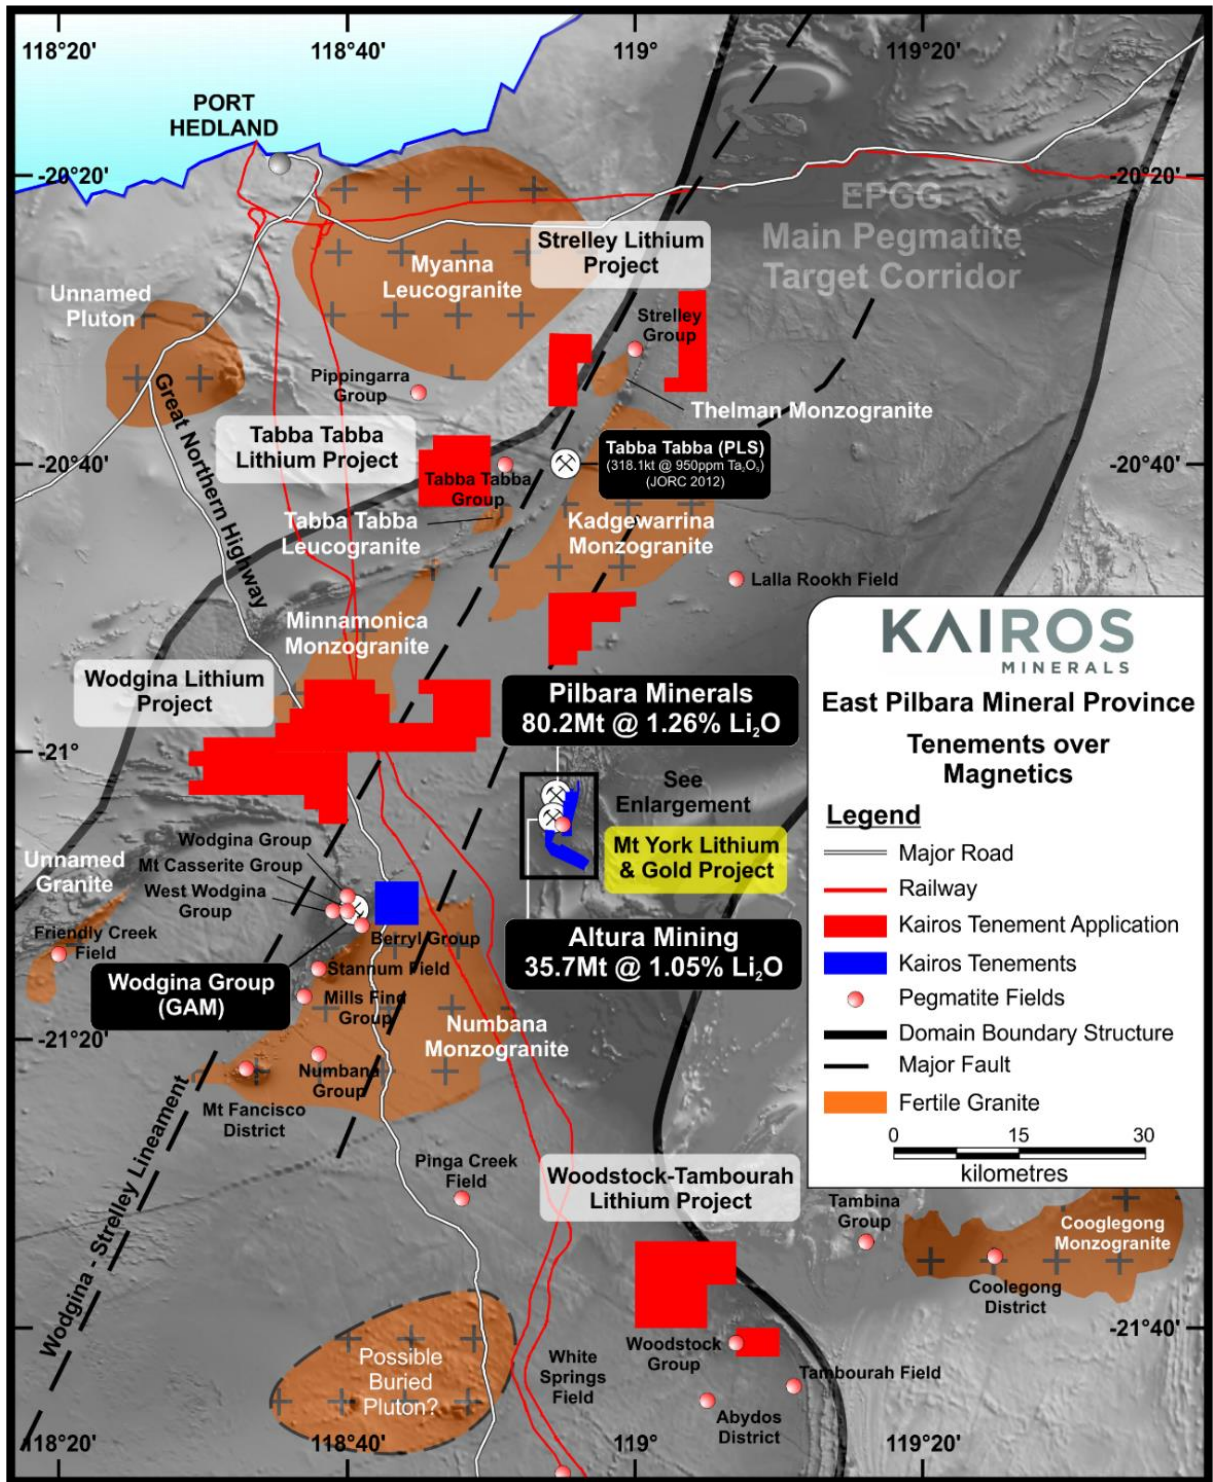 118°20'
118°40'
119°
119°20'
PORT
HEDLAND
-20°20'
-20°20'
EPGG
Main Pegmatite
Target Corridor
Strelley Lithium
Project
Myanna
Leucogranite
Unnamed
Pluton
Strelley
Group
Pippingarra
Group
Great Northern Highway
Thelman Monzogranite
Tabba Tabba
Lithium Project
Tabba Tabba (PLS)
(318.1kt @ 950ppm Ta₂O₅)
(JORC 2012)
-20°40'
-20°40'
Tabba Tabba
Group
Tabba Tabba
Leucogranite
Kadgewarrina
Monzogranite
Lalla Rookh Field
Minnamonica
Monzogranite
KAIROS
MINERALS
East Pilbara Mineral Province
Tenements over
Magnetics
Legend
Major Road
Railway
Kairos Tenement Application
Kairos Tenements
Pegmatite Fields
Domain Boundary Structure
Major Fault
Fertile Granite
0 15 30
kilometres
Wodgina Lithium
Project
Pilbara Minerals
80.2Mt @ 1.26% Li₂O
-21°
See
Enlargement
Mt York Lithium
& Gold Project
Wodgina Group
Mt Casserite Group
West Wodgina
Group
Unnamed
Granite
Friendly Creek
Field
Berryl Group
Altura Mining
35.7Mt @ 1.05% Li₂O
Stannum Field
Wodgina Group
(GAM)
Mills Find
Group
Numbana
Monzogranite
-21°20'
Numbana
Group
Mt Fancisco
District
Wodgina - Strelley Lineament
Pinga Creek
Field
Woodstock-Tambourah
Lithium Project
Tambina
Group
Cooglegong
Monzogranite
Coolegong
District
-21°40'
Woodstock
Group
Possible
Buried
Pluton?
White
Springs
Field
Tambourah Field
Abydos
District
118°20'
118°40'
119°
119°20'